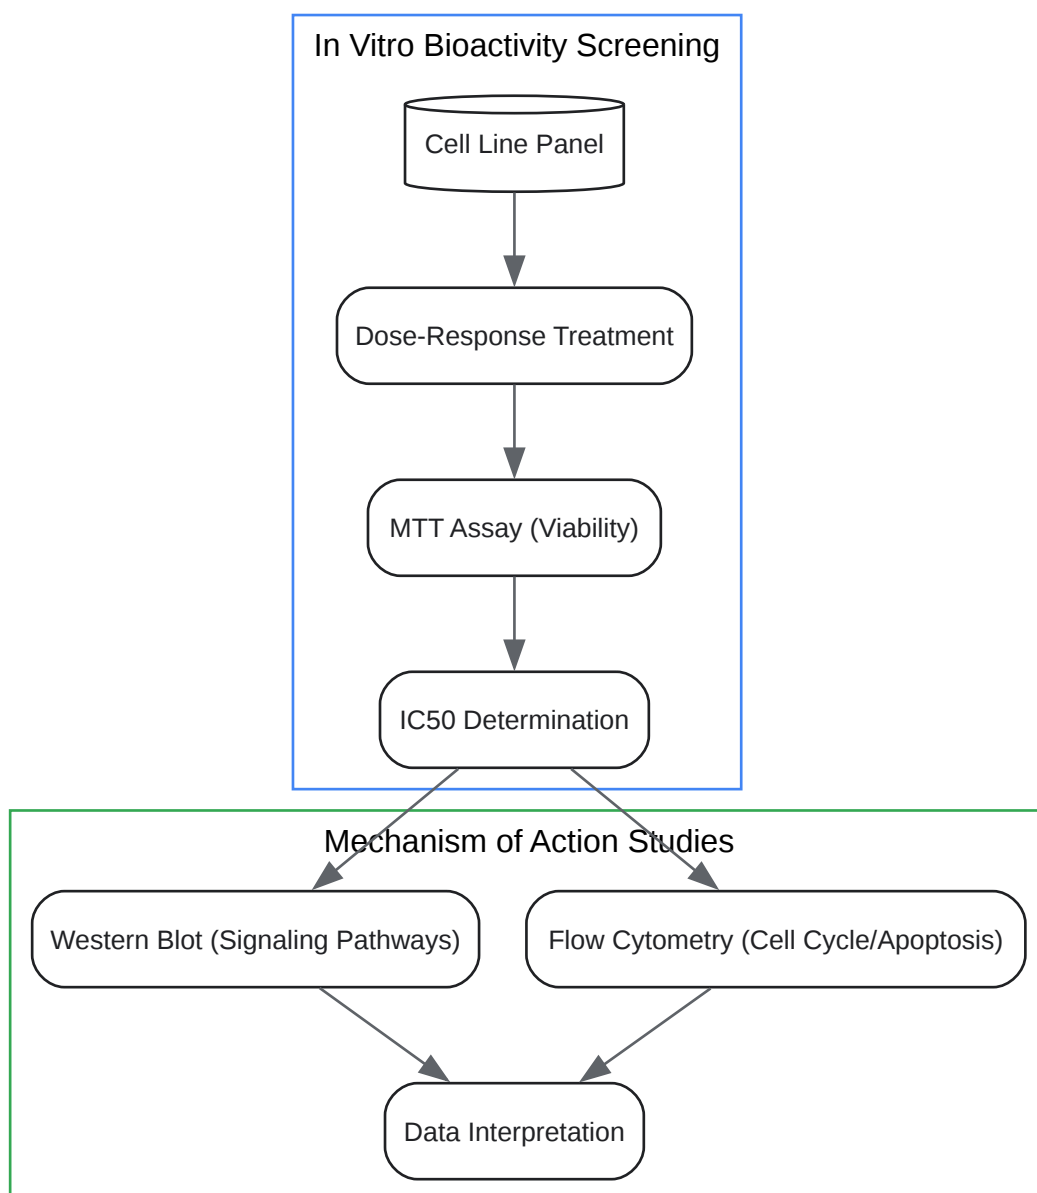 In Vitro Bioactivity Screening
Cell Line Panel
Dose-Response Treatment
MTT Assay (Viability)
IC50 Determination
Mechanism of Action Studies
Western Blot (Signaling Pathways)
Flow Cytometry (Cell Cycle/Apoptosis)
Data Interpretation